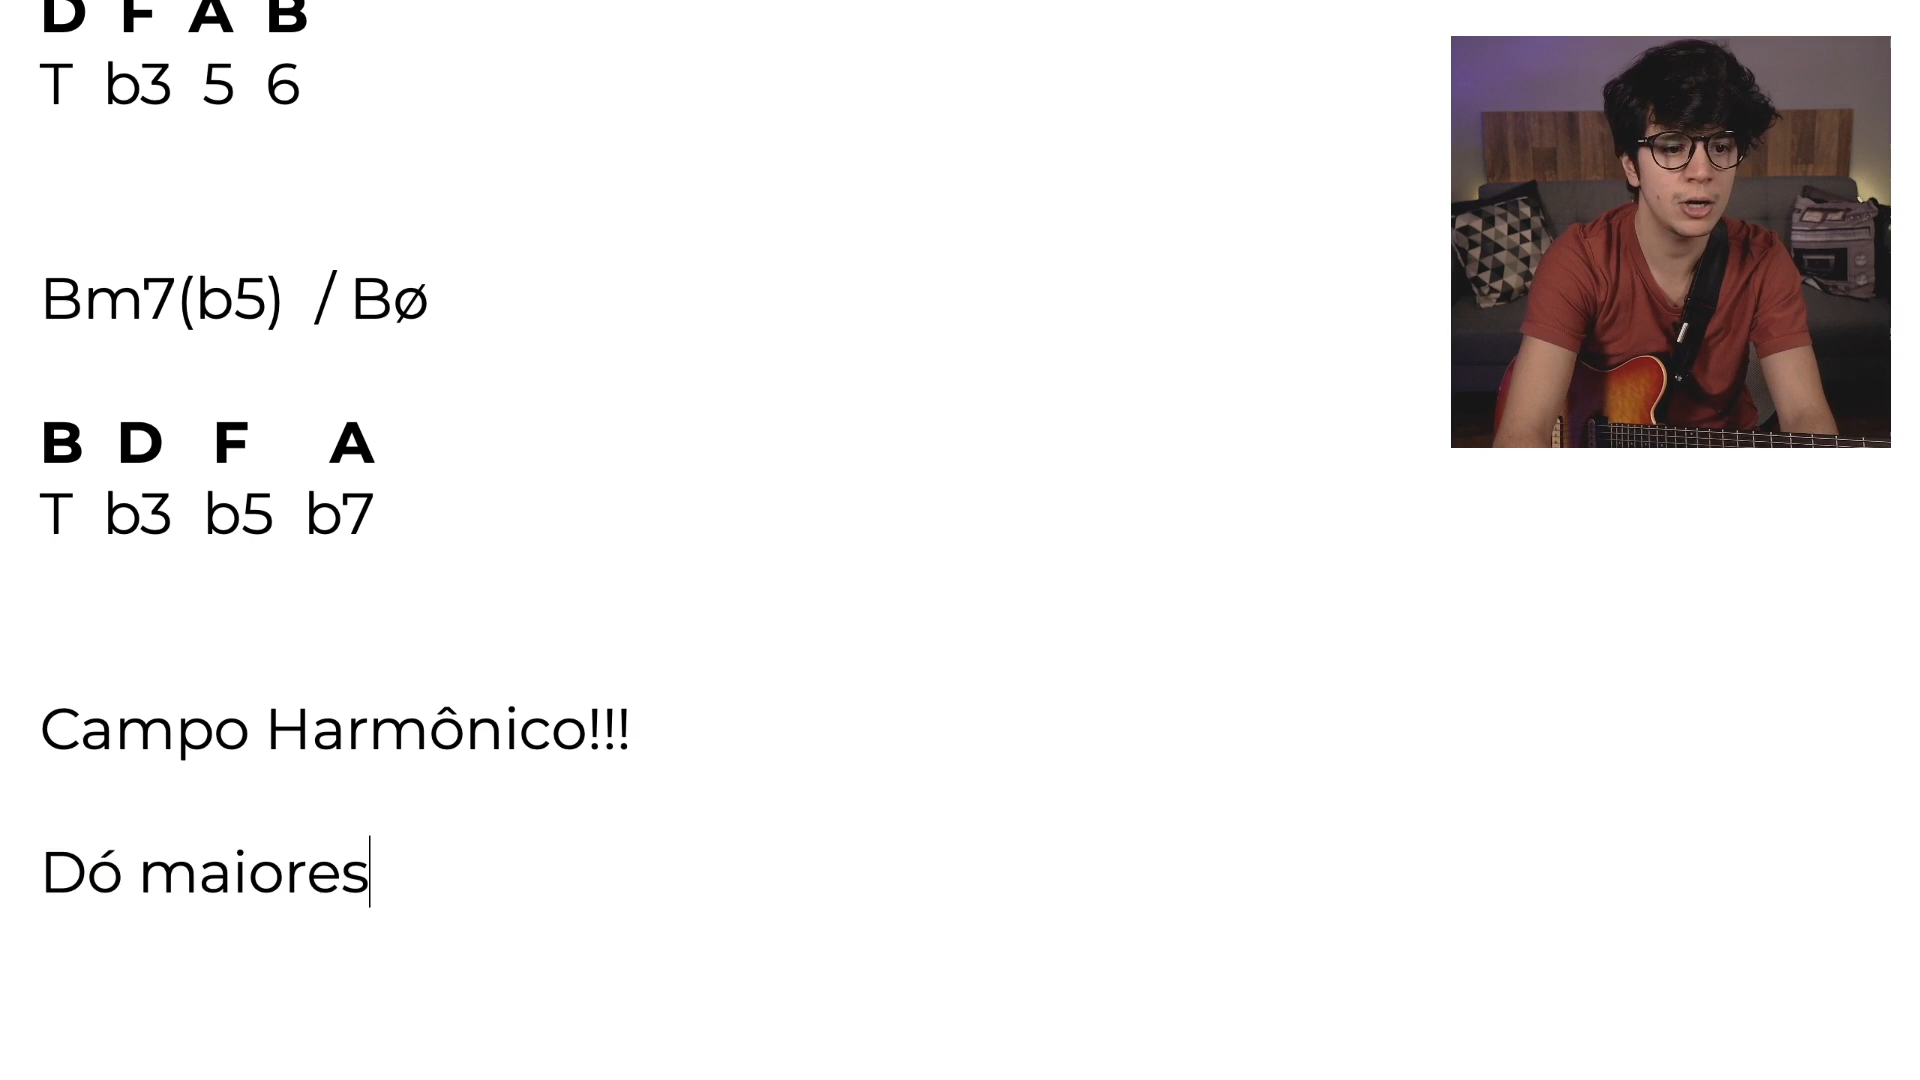 D F A B
T b3 5 6
Bm7(b5) / Bø
B D F A
T b3 b5 b7
Campo Harmônico!!!
Dó maiores